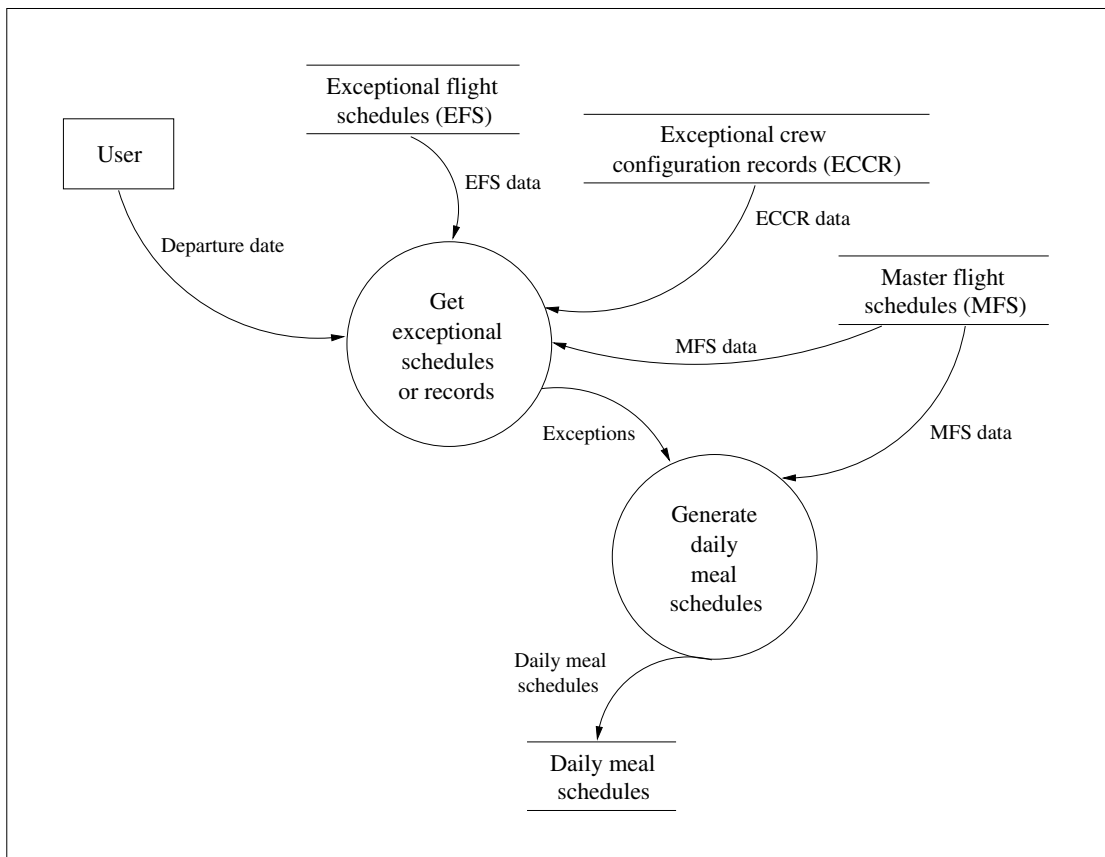 Exceptional flight
schedules (EFS)
User
Exceptional crew
configuration records (ECCR)
EFS data
ECCR data
Departure date
Master flight
schedules (MFS)
Get
exceptional
schedules
or records
MFS data
Exceptions
MFS data
Generate
daily
meal
schedules
Daily meal
schedules
Daily meal
schedules